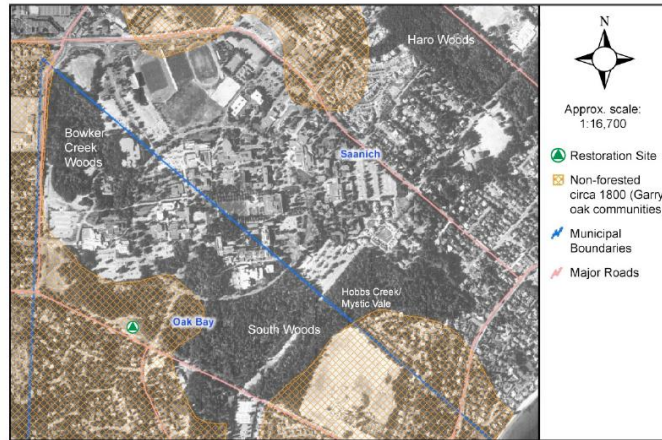 Haro Woods
Bowker
Creek
Woods
Saanich
Hobbs Creek/
Mystic Vale
Oak Bay
South Woods
N
Approx. scale:
1:16,700
Restoration Site
Non-forested
circa 1800 (Garry
oak communities
Municipal
Boundaries
Major Roads